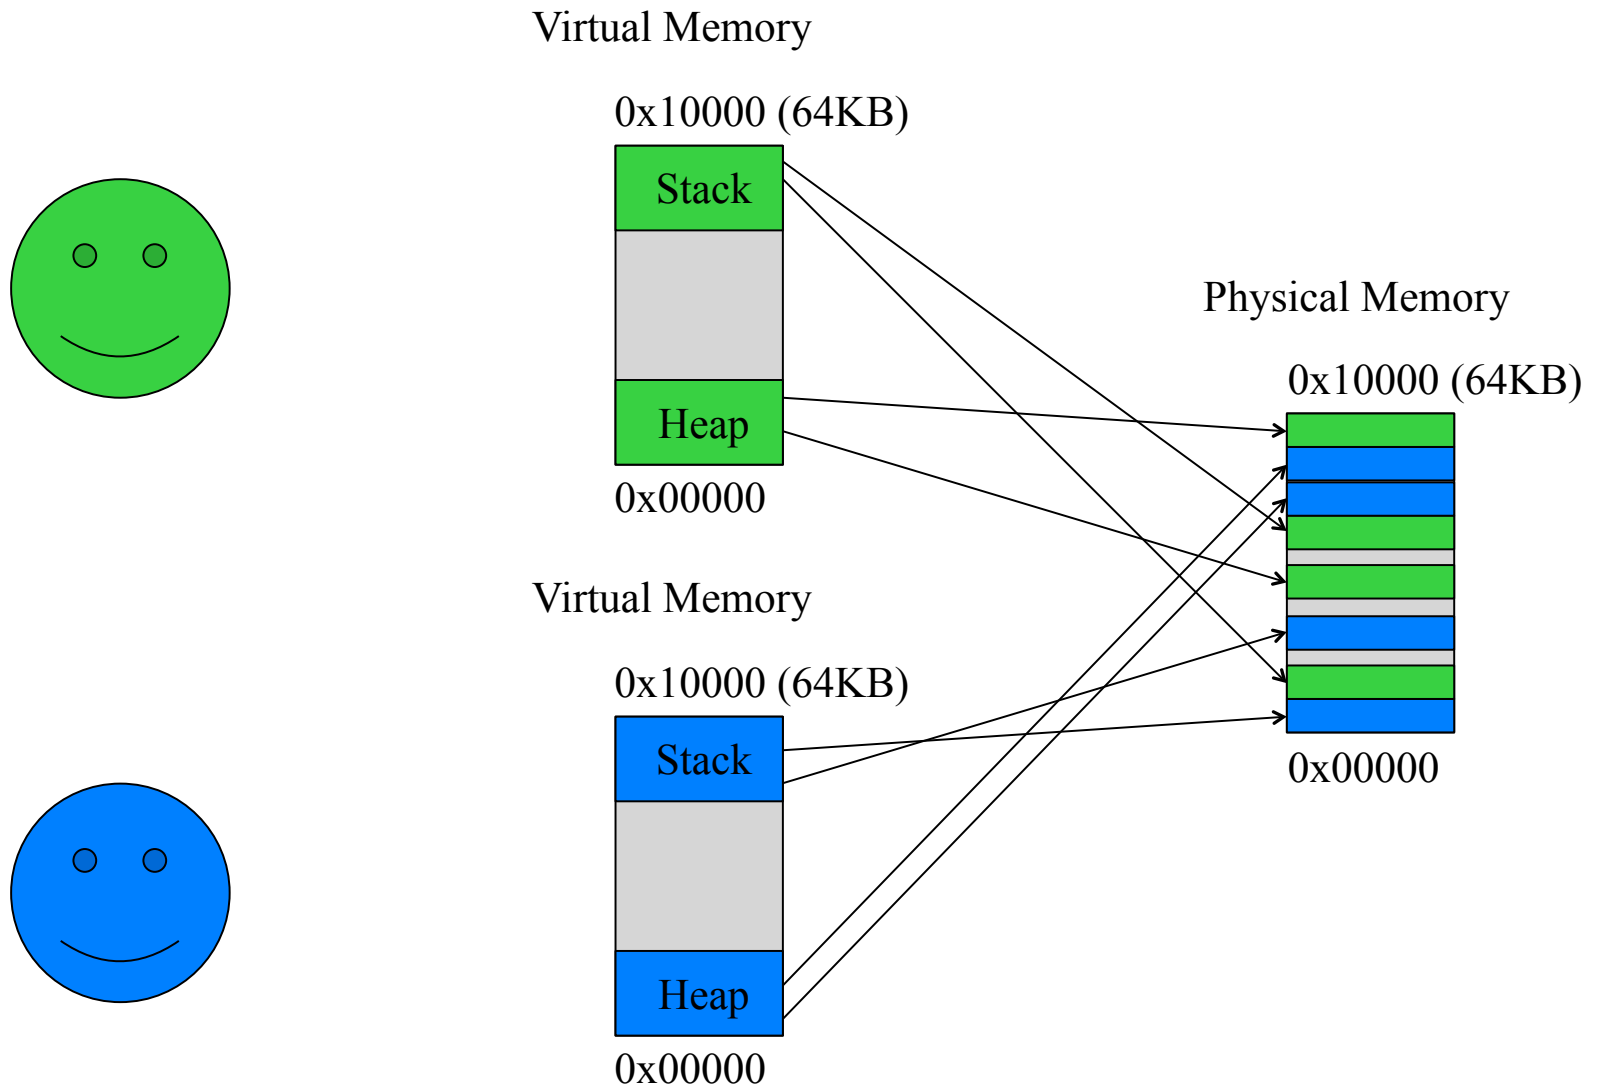 Virtual Memory
0x10000 (64KB)
Stack
Heap
0x00000
Physical Memory
0x10000 (64KB)
0x00000
Virtual Memory
0x10000 (64KB)
Stack
Heap
0x00000